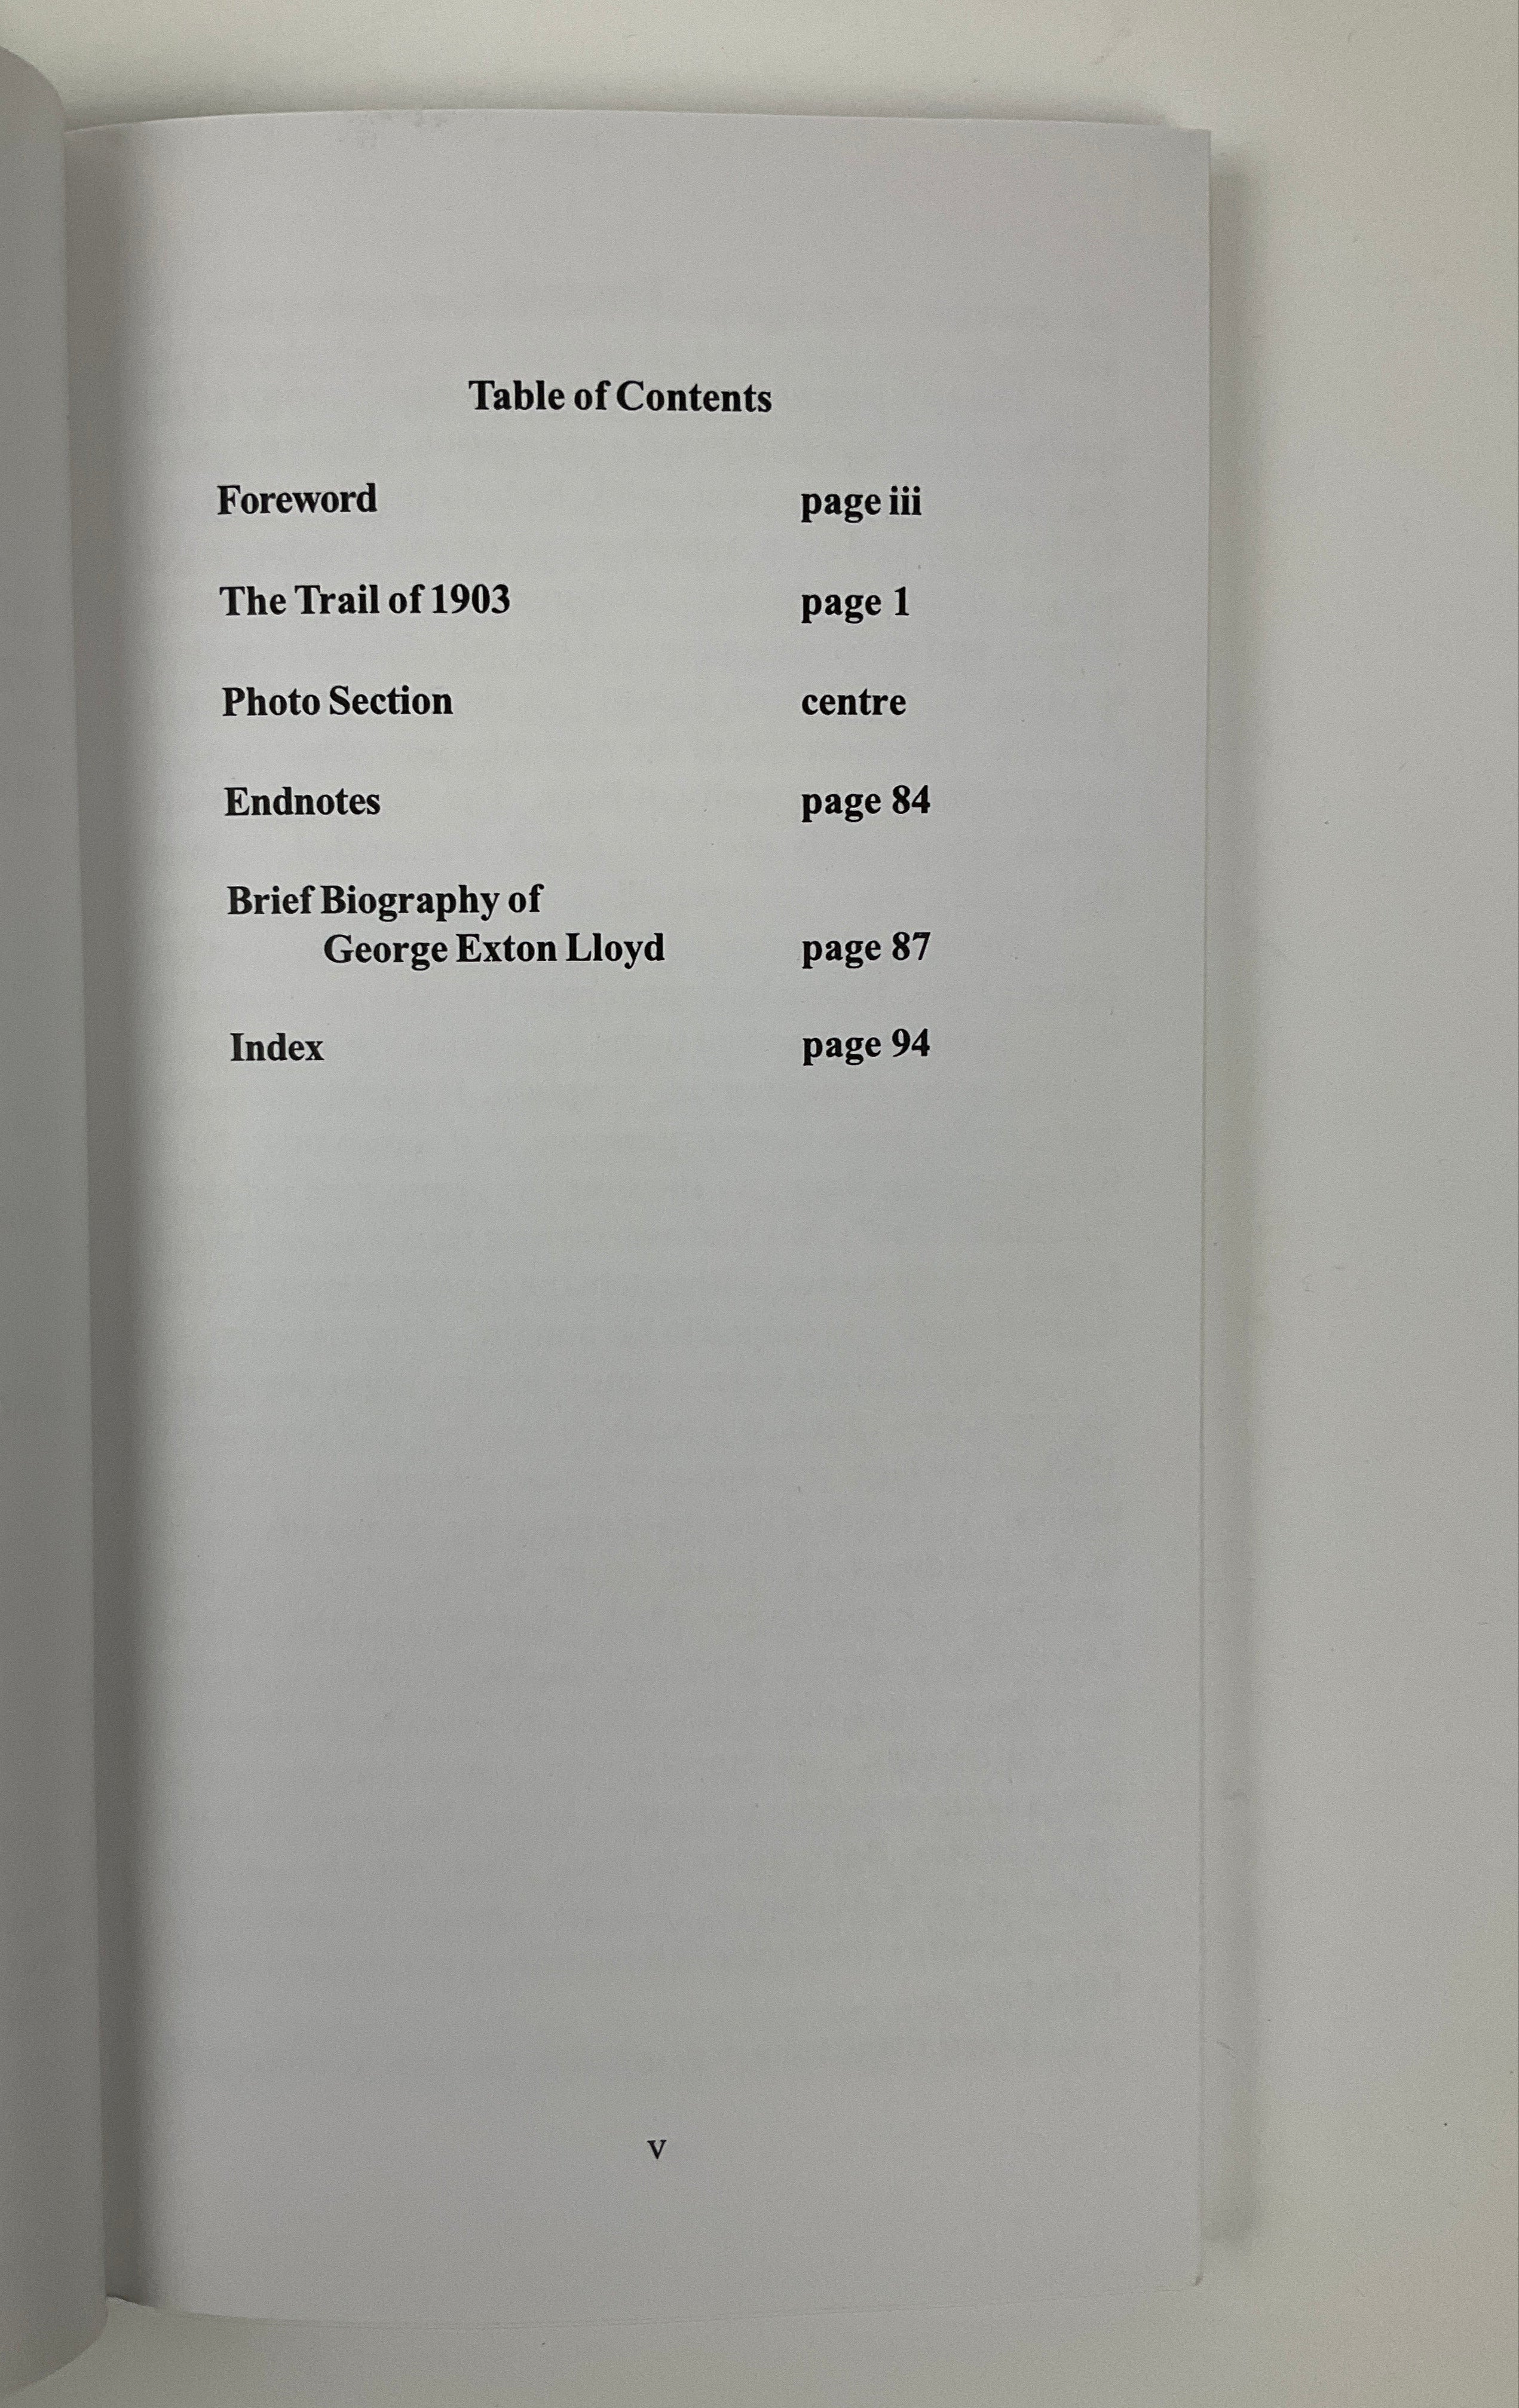 Table of Contents
Foreword page iii
The Trail of 1903 page 1
Photo Section centre
Endnotes page 84
Brief Biography of
George Exton Lloyd page 87
Index page 94
v